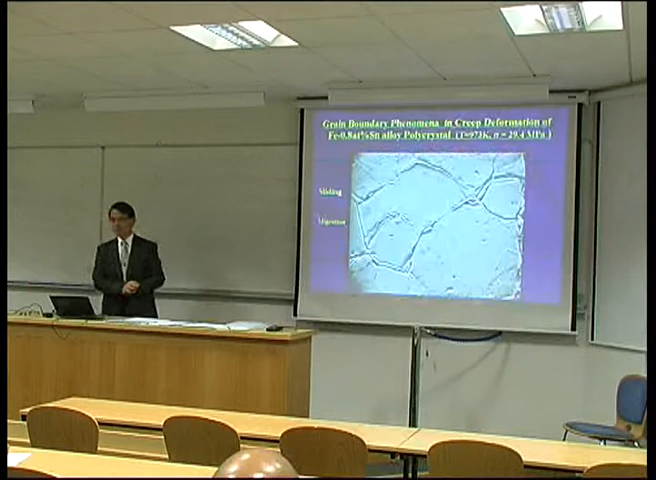 Grain Boundary Phenomena in Creep Deformation of
Fe-0.8at%Sn alloy Polycrystal (T=973K, σ = 29.4 MPa)
Sliding
Migration